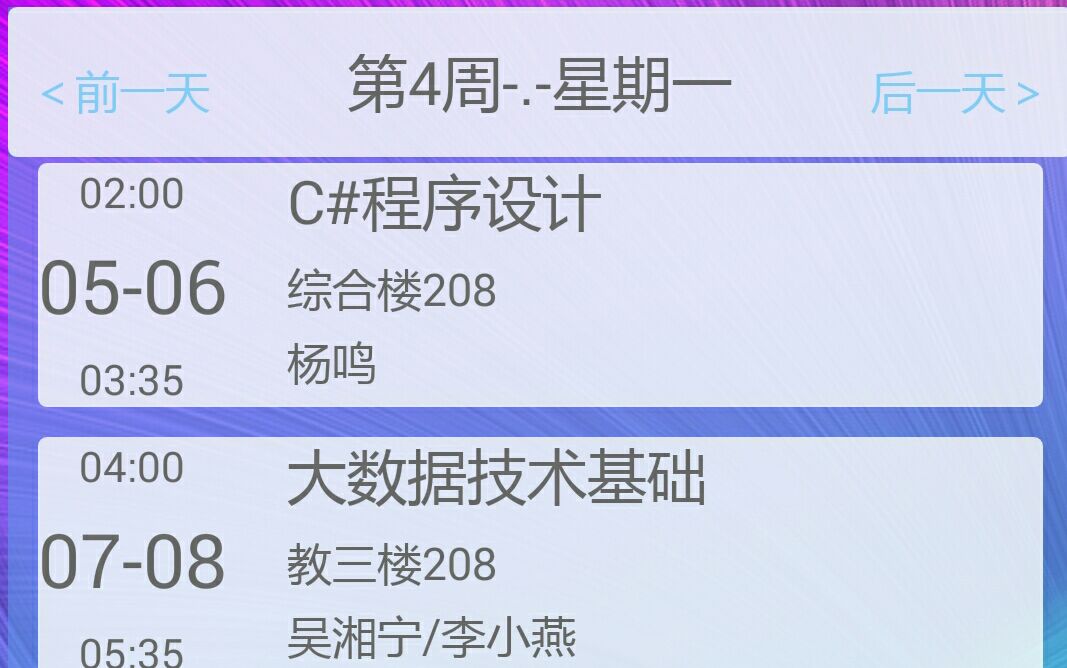 < 前一天 第4周-.-星期一 后一天 >
02:00
05-06
03:35
C#程序设计
综合楼208
杨鸣
04:00
07-08
05:35
大数据技术基础
教三楼208
吴湘宁/李小燕